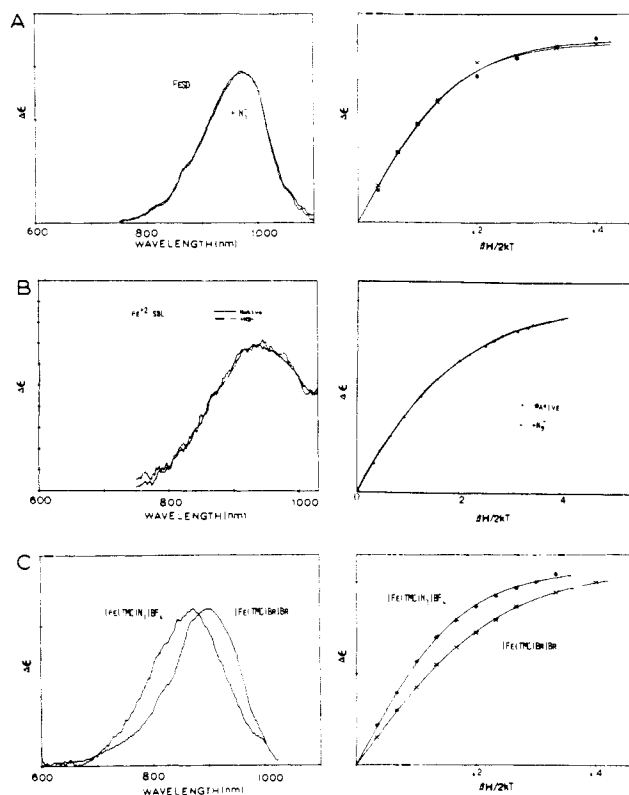 A
Δε
FeSD
+ N₃⁻
600 800 1000
WAVELENGTH(nm)
Δε
.2 .4
βH/2kT
B
Δε
Fe⁺² SBL
600 800 1000
WAVELENGTH(nm)
Δε
+N₃⁻
0 2 4
βH/2kT
C
Δε
[Fe(TMC)N₃]BF₄
[Fe(TMC)Br]Br
600 800 1000
WAVELENGTH(nm)
Δε
[Fe(TMC)N₃]BF₄
[Fe(TMC)Br]Br
.2 .4
βH/2kT